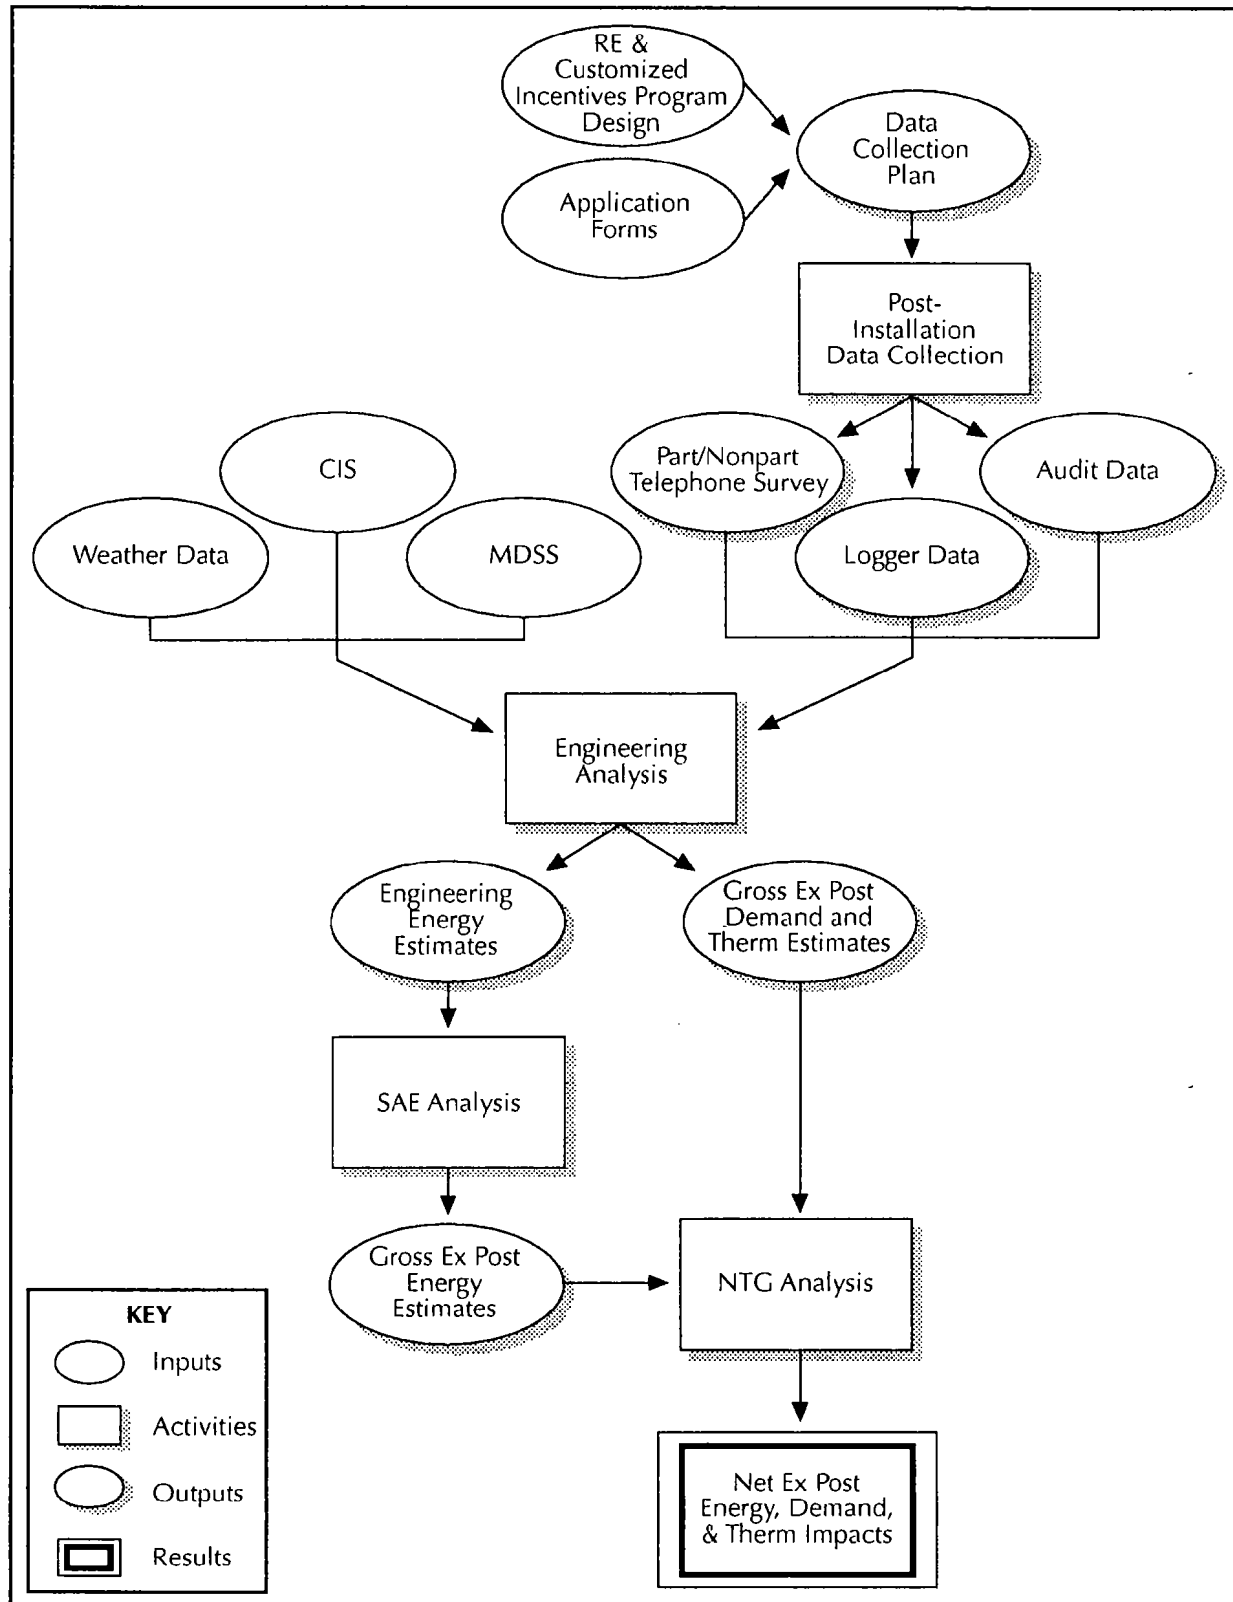 RE &
Customized
Incentives Program
Design
Data
Collection
Plan
Application
Forms
Post-
Installation
Data Collection
CIS
Part/Nonpart
Telephone Survey
Audit Data
Weather Data
MDSS
Logger Data
Engineering
Analysis
Engineering
Energy
Estimates
Gross Ex Post
Demand and
Therm Estimates
SAE Analysis
Gross Ex Post
Energy
Estimates
NTG Analysis
KEY
Inputs
Activities
Outputs
Results
Net Ex Post
Energy, Demand,
& Therm Impacts